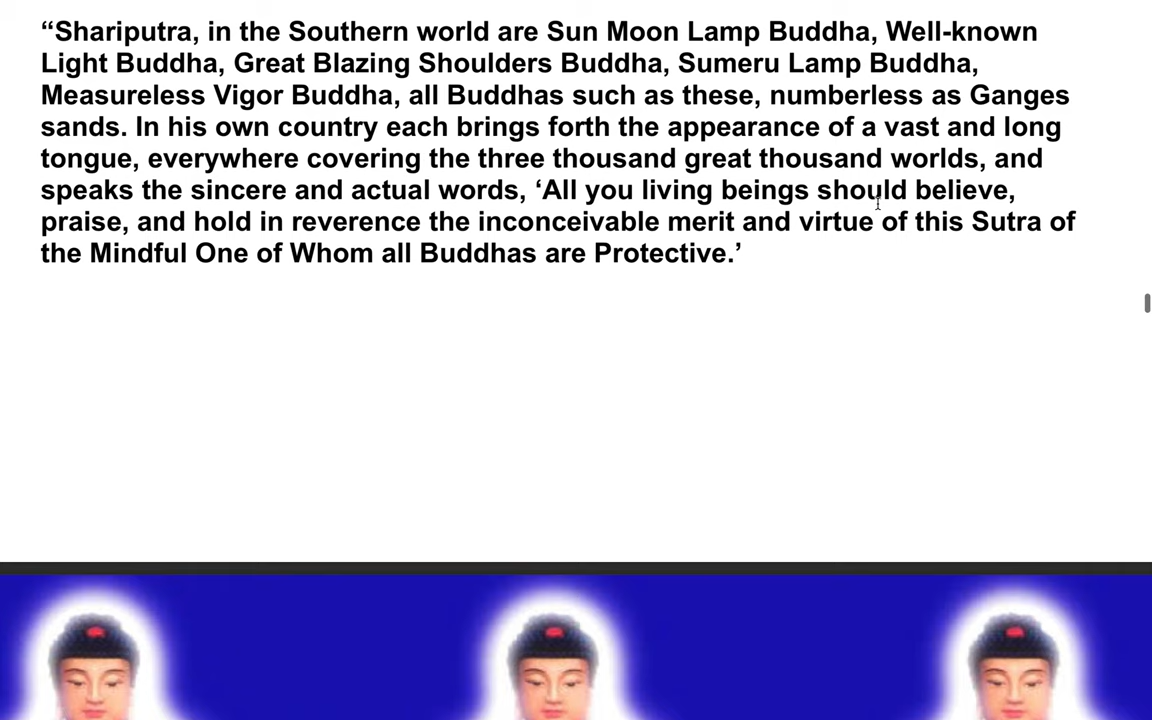 “Shariputra, in the Southern world are Sun Moon Lamp Buddha, Well-known
Light Buddha, Great Blazing Shoulders Buddha, Sumeru Lamp Buddha,
Measureless Vigor Buddha, all Buddhas such as these, numberless as Ganges
sands. In his own country each brings forth the appearance of a vast and long
tongue, everywhere covering the three thousand great thousand worlds, and
speaks the sincere and actual words, ‘All you living beings should believe,
praise, and hold in reverence the inconceivable merit and virtue of this Sutra of
the Mindful One of Whom all Buddhas are Protective.’